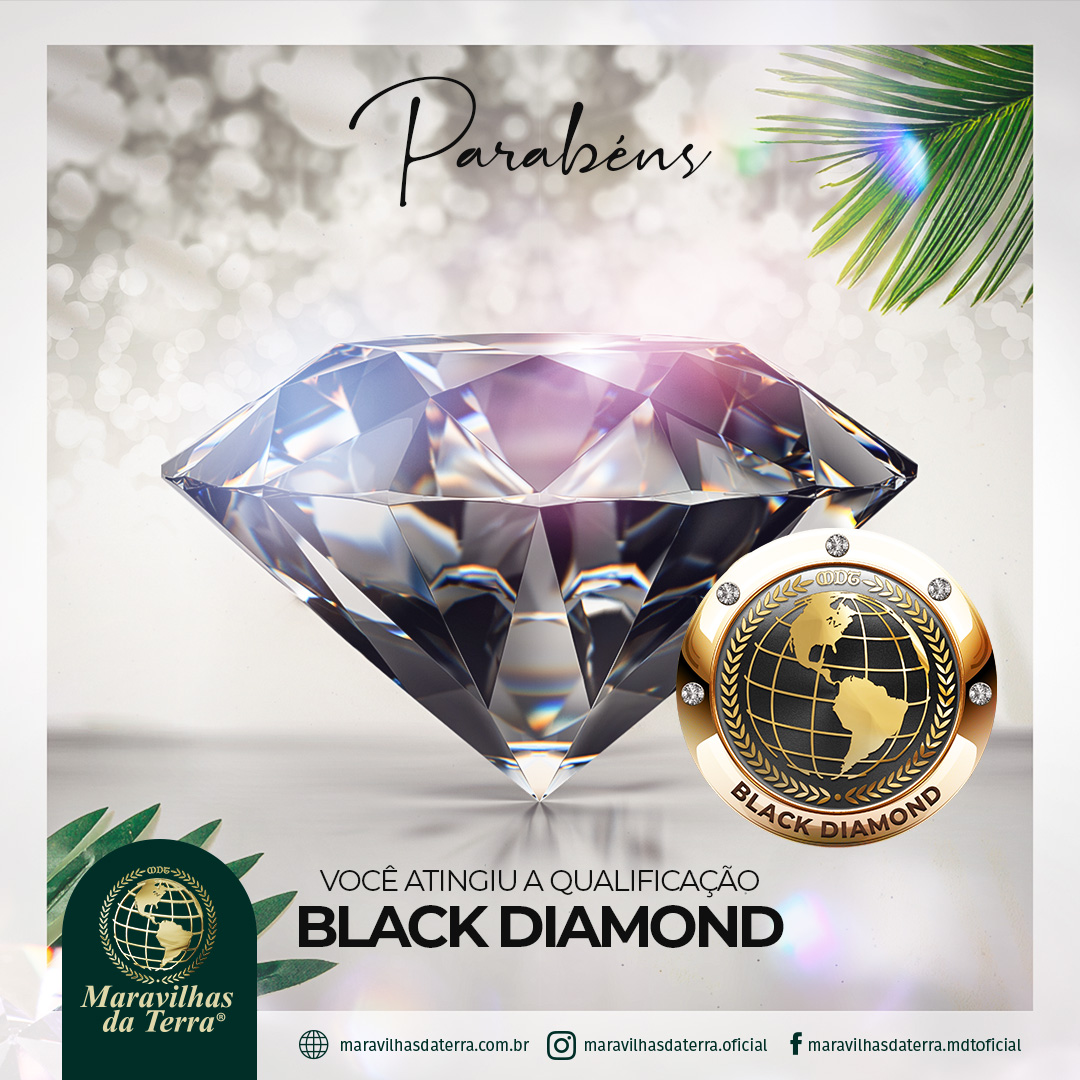 Parabéns
MDT
BLACK DIAMOND
VOCÊ ATINGIU A QUALIFICAÇÃO
BLACK DIAMOND
MDT
Maravilhas
da Terra®
maravilhasdaterra.com.br
maravilhasdaterra.oficial
maravilhasdaterra.mdtoficial